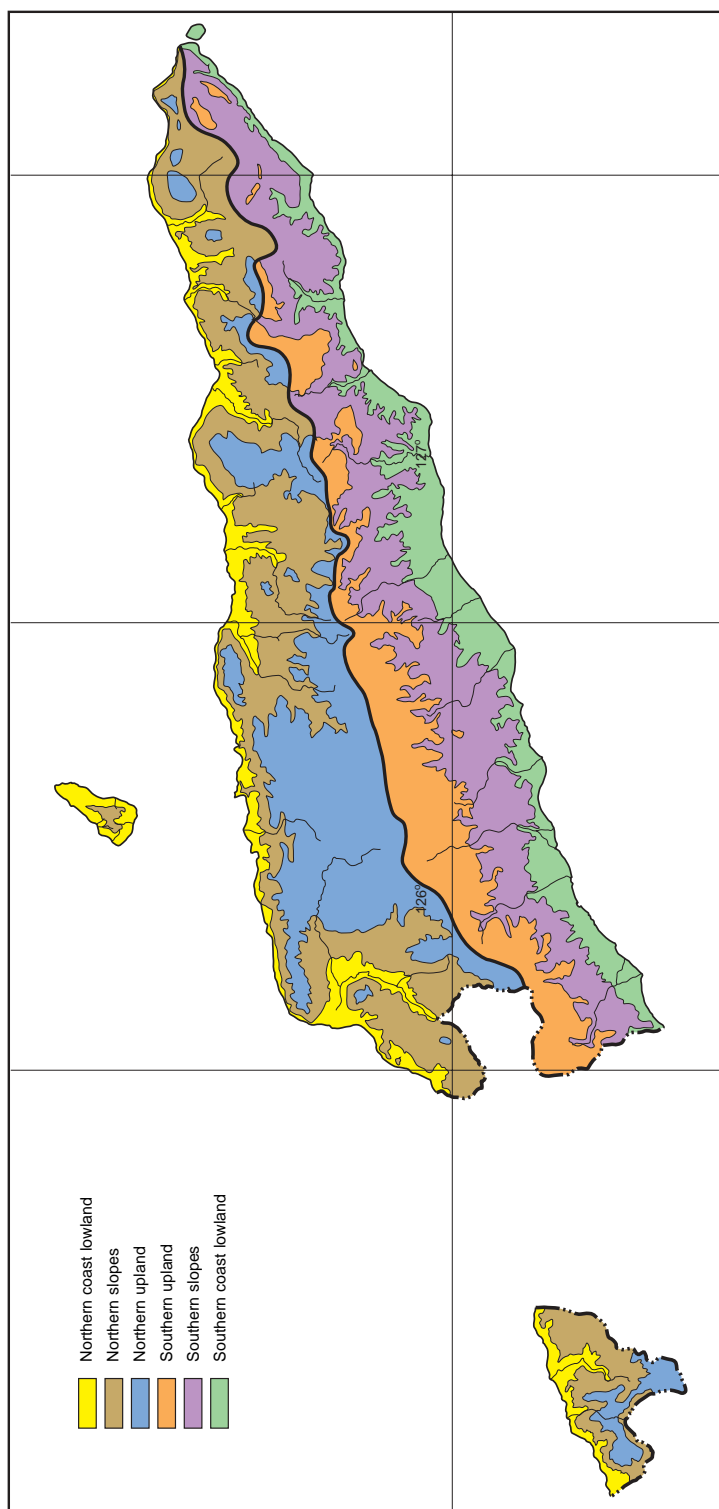 Northern coast lowland
Northern slopes
Northern upland
Southern upland
Southern slopes
Southern coast lowland
126°
127°